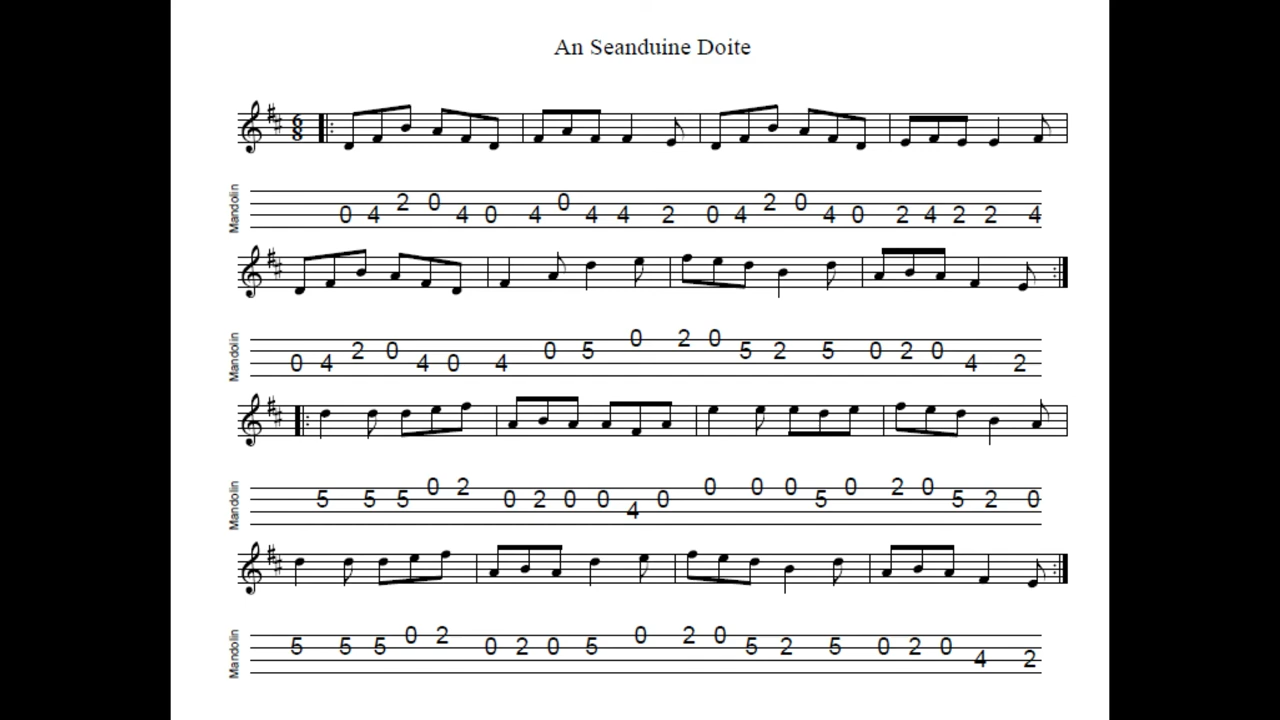 An Seanduine Doite
6
8
Mandolin
0 4 2 0 4 0 4 0 4 4 2 0 4 2 0 4 0 2 4 2 2 4
Mandolin
0 4 2 0 4 0 4 0 5 0 2 0 5 2 5 0 2 0 4 2
Mandolin
5 5 5 0 2 0 2 0 0 4 0 0 0 0 5 0 2 0 5 2 0
Mandolin
5 5 5 0 2 0 2 0 5 0 2 0 5 2 5 0 2 0 4 2